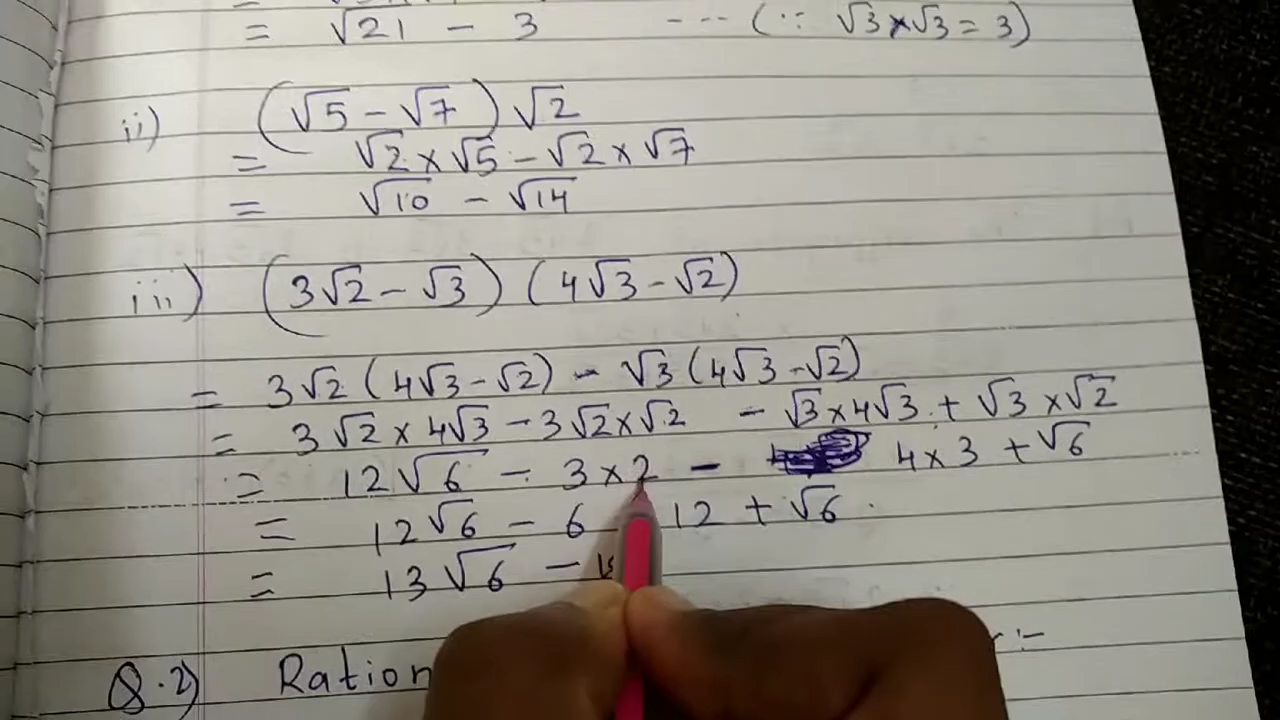 = √21 - 3 --- (∵ √3×√3 = 3)
ii) (√5 - √7) √2
= √2 × √5 - √2 × √7
= √10 - √14
iii) (3√2 - √3) (4√3 - √2)
= 3√2 (4√3 - √2) - √3 (4√3 - √2)
= 3√2 × 4√3 - 3√2 × √2 - √3 × 4√3 + √3 × √2
= 12√6 - 3 × 2 - 4 × 3 + √6
= 12√6 - 6 12 + √6
= 13√6 -
Q.2) Ration